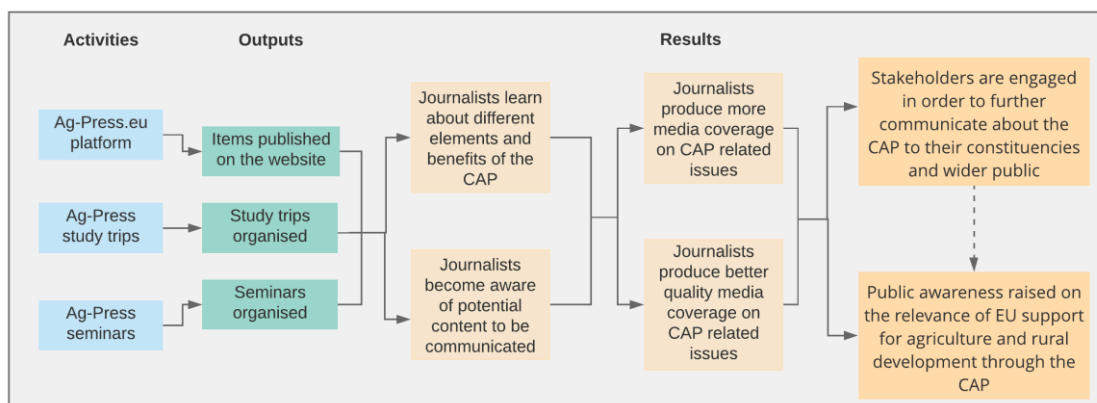 Activities
Outputs
Results
Ag-Press.eu
platform
Ag-Press
study trips
Ag-Press
seminars
Items published
on the website
Study trips
organised
Seminars
organised
Journalists learn
about different
elements and
benefits of the
CAP
Journalists
become aware
of potential
content to be
communicated
Journalists
produce more
media coverage
on CAP related
issues
Journalists
produce better
quality media
coverage on
CAP related
issues
Stakeholders are engaged
in order to further
communicate about the
CAP to their constituencies
and wider public
Public awareness raised on
the relevance of EU support
for agriculture and rural
development through the
CAP